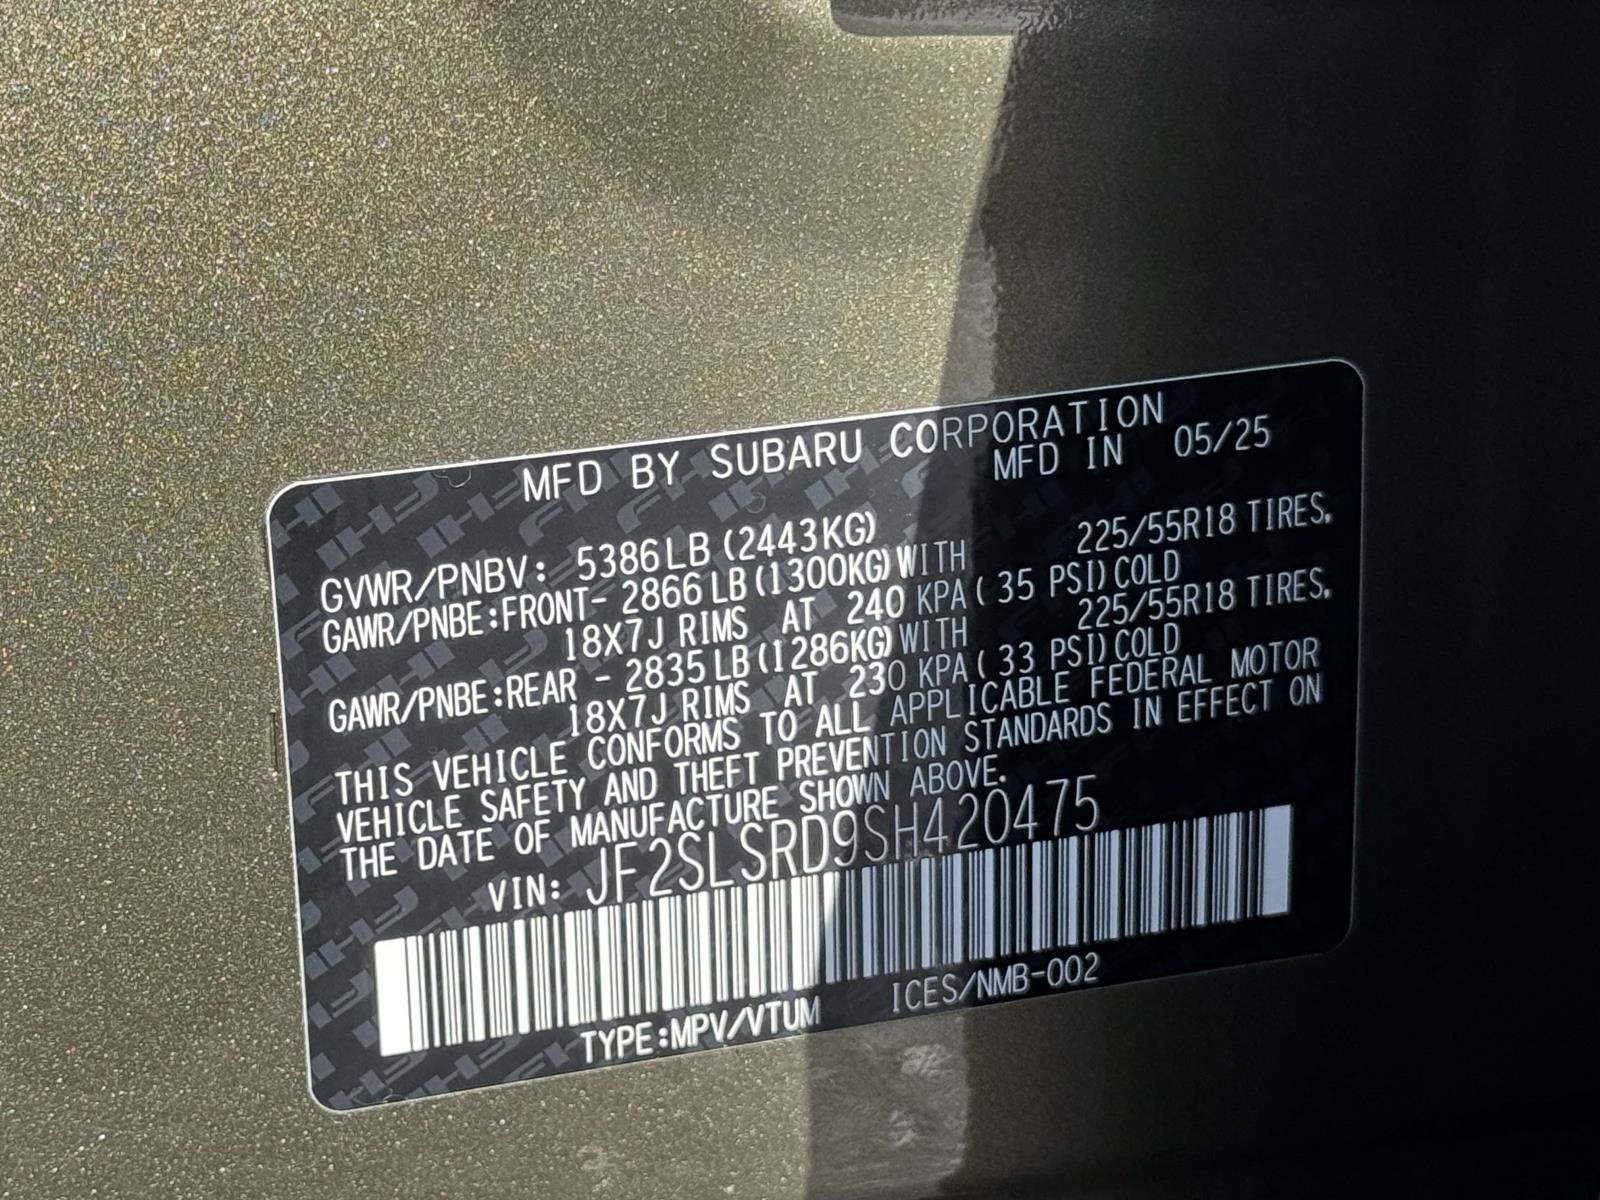 MFD BY SUBARU CORPORATION
MFD IN 05/25
GVWR/PNBV: 5386LB(2443KG)
GAWR/PNBE:FRONT- 2866LB(1300KG)WITH 225/55R18 TIRES.
18X7J RIMS AT 240 KPA( 35 PSI)COLD
GAWR/PNBE:REAR - 2835LB(1286KG)WITH 225/55R18 TIRES.
18X7J RIMS AT 230 KPA( 33 PSI)COLD
THIS VEHICLE CONFORMS TO ALL APPLICABLE FEDERAL MOTOR
VEHICLE SAFETY AND THEFT PREVENTION STANDARDS IN EFFECT ON
THE DATE OF MANUFACTURE SHOWN ABOVE.
VIN: JF2SLSRD9SH420475
TYPE:MPV/VTUM ICES/NMB-002